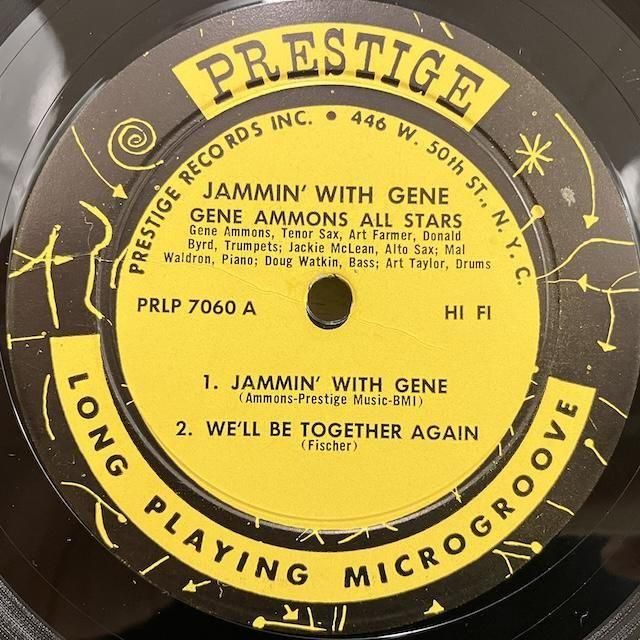 PRESTIGE
PRESTIGE RECORDS INC. • 446 W. 50th ST., N. Y. C.
JAMMIN' WITH GENE
GENE AMMONS ALL STARS
Gene Ammons, Tenor Sax, Art Farmer, Donald
Byrd, Trumpets; Jackie McLean, Alto Sax; Mal
Waldron, Piano; Doug Watkin, Bass; Art Taylor, Drums
PRLP 7060 A HI FI
1. JAMMIN' WITH GENE
(Ammons-Prestige Music-BMI)
2. WE'LL BE TOGETHER AGAIN
(Fischer)
LONG PLAYING MICROGROOVE